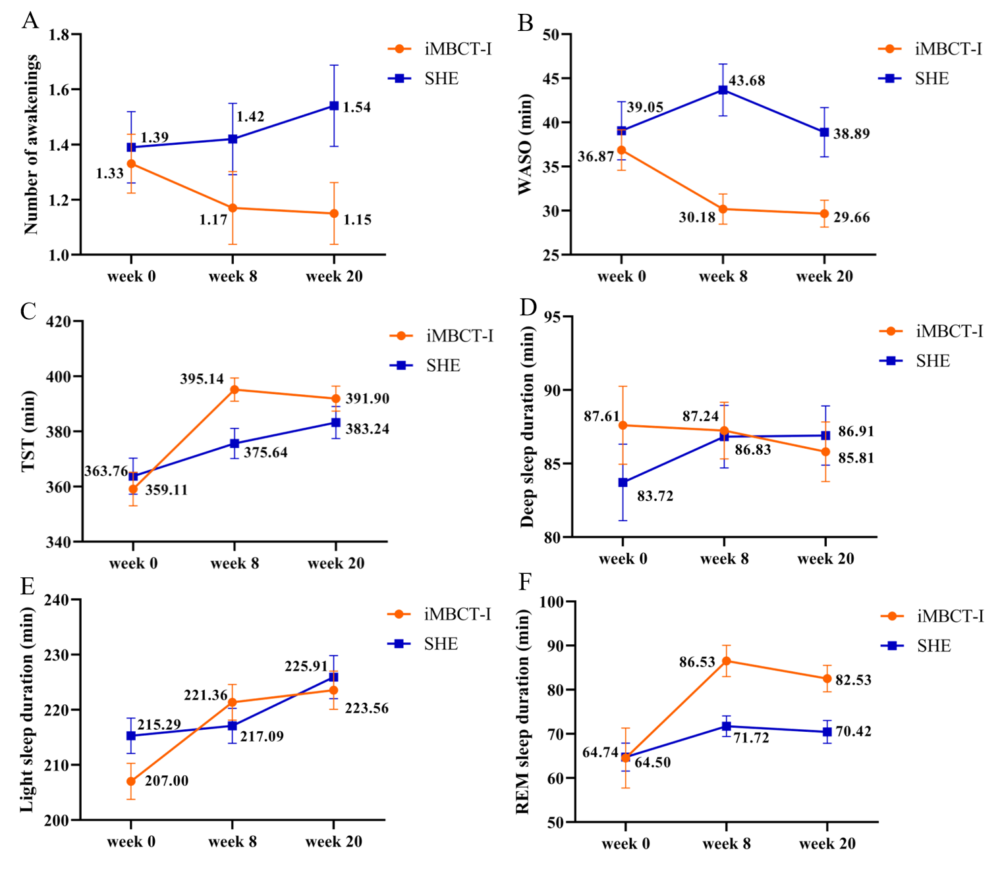 A
Number of awakenings
1.8
1.6
1.4
1.2
1.0
iMBCT-I
SHE
1.39
1.42
1.54
1.33
1.17
1.15
week 0
week 8
week 20
B
WASO (min)
50
45
40
35
30
25
iMBCT-I
SHE
39.05
43.68
38.89
36.87
30.18
29.66
week 0
week 8
week 20
C
TST (min)
420
400
380
360
340
iMBCT-I
SHE
395.14
391.90
363.76
375.64
383.24
359.11
week 0
week 8
week 20
D
Deep sleep duration (min)
95
90
85
80
iMBCT-I
SHE
87.61
87.24
86.91
83.72
86.83
85.81
week 0
week 8
week 20
E
Light sleep duration (min)
240
230
220
210
200
iMBCT-I
SHE
215.29
221.36
225.91
207.00
217.09
223.56
week 0
week 8
week 20
F
REM sleep duration (min)
100
90
80
70
60
50
iMBCT-I
SHE
86.53
82.53
64.74
64.50
71.72
70.42
week 0
week 8
week 20